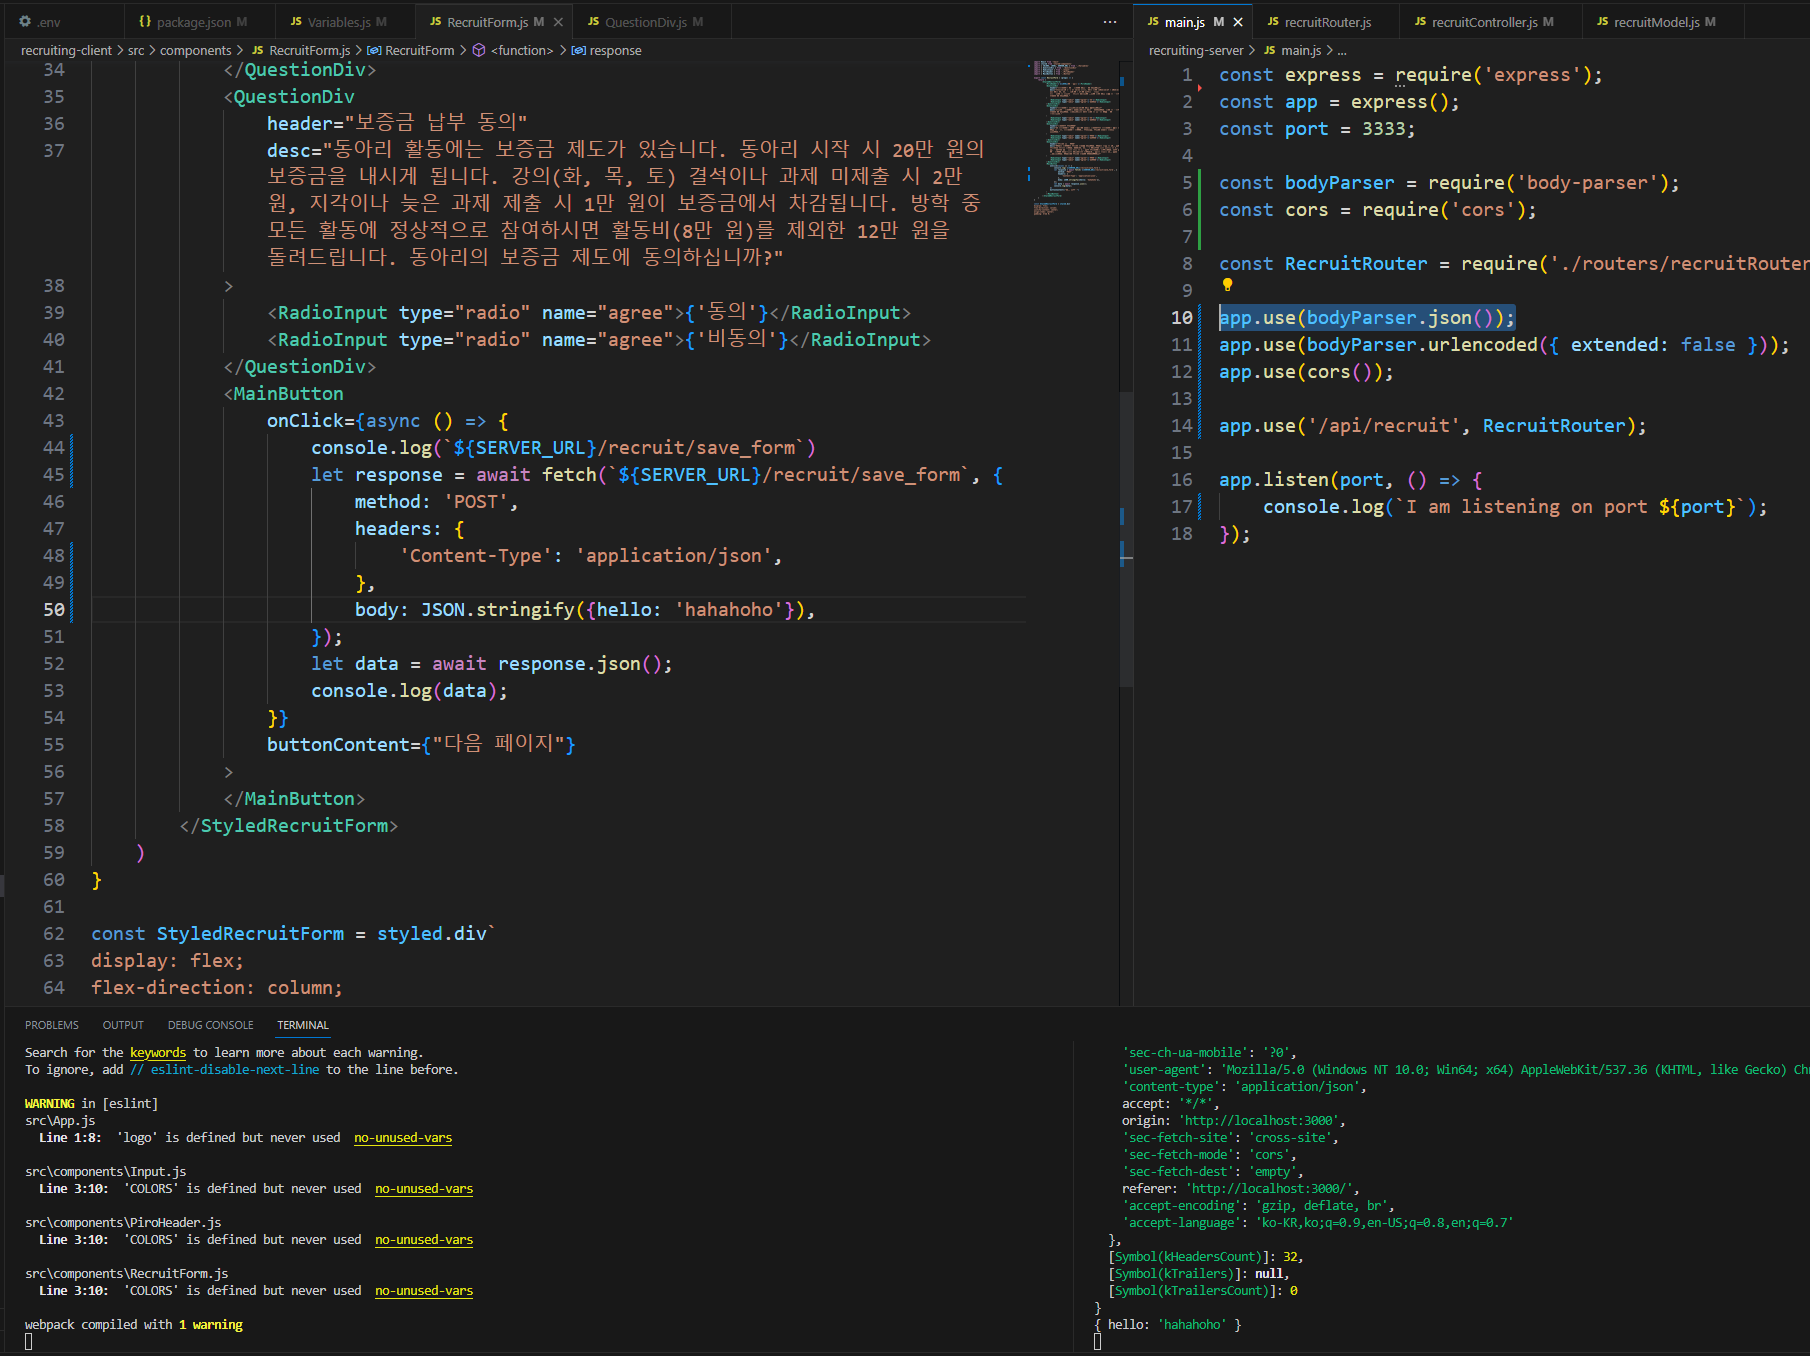 .env
{} package.json M
JS Variables.js M
JS RecruitForm.js M
JS QuestionDiv.js M
recruiting-client > src > components > JS RecruitForm.js > RecruitForm > <function> > response
34 </QuestionDiv>
35 <QuestionDiv
36 header="보증금 납부 동의"
37 desc="동아리 활동에는 보증금 제도가 있습니다. 동아리 시작 시 20만 원의
보증금을 내시게 됩니다. 강의(화, 목, 토) 결석이나 과제 미제출 시 2만
원, 지각이나 늦은 과제 제출 시 1만 원이 보증금에서 차감됩니다. 방학 중
모든 활동에 정상적으로 참여하시면 활동비(8만 원)를 제외한 12만 원을
돌려드립니다. 동아리의 보증금 제도에 동의하십니까?"
38 >
39 <RadioInput type="radio" name="agree">{'동의'}</RadioInput>
40 <RadioInput type="radio" name="agree">{'비동의'}</RadioInput>
41 </QuestionDiv>
42 <MainButton
43 onClick={async () => {
44 console.log(`${SERVER_URL}/recruit/save_form`)
45 let response = await fetch(`${SERVER_URL}/recruit/save_form`, {
46 method: 'POST',
47 headers: {
48 'Content-Type': 'application/json',
49 },
50 body: JSON.stringify({hello: 'hahahoho'}),
51 });
52 let data = await response.json();
53 console.log(data);
54 }}
55 buttonContent={"다음 페이지"}
56 >
57 </MainButton>
58 </StyledRecruitForm>
59 )
60 }
61
62 const StyledRecruitForm = styled.div`
63 display: flex;
64 flex-direction: column;
JS main.js M
JS recruitRouter.js
JS recruitController.js M
JS recruitModel.js M
recruiting-server > JS main.js > ...
1 const express = require('express');
2 const app = express();
3 const port = 3333;
4
5 const bodyParser = require('body-parser');
6 const cors = require('cors');
7
8 const RecruitRouter = require('./routers/recruitRouter
9
10 app.use(bodyParser.json());
11 app.use(bodyParser.urlencoded({ extended: false }));
12 app.use(cors());
13
14 app.use('/api/recruit', RecruitRouter);
15
16 app.listen(port, () => {
17 console.log(`I am listening on port ${port}`);
18 });
PROBLEMS OUTPUT DEBUG CONSOLE TERMINAL
Search for the keywords to learn more about each warning.
To ignore, add // eslint-disable-next-line to the line before.
WARNING in [eslint]
src\App.js
Line 1:8: 'logo' is defined but never used no-unused-vars
src\components\Input.js
Line 3:10: 'COLORS' is defined but never used no-unused-vars
src\components\PiroHeader.js
Line 3:10: 'COLORS' is defined but never used no-unused-vars
src\components\RecruitForm.js
Line 3:10: 'COLORS' is defined but never used no-unused-vars
webpack compiled with 1 warning
'sec-ch-ua-mobile': '?0',
'user-agent': 'Mozilla/5.0 (Windows NT 10.0; Win64; x64) AppleWebKit/537.36 (KHTML, like Gecko) Ch
'content-type': 'application/json',
accept: '*/*',
origin: 'http://localhost:3000',
'sec-fetch-site': 'cross-site',
'sec-fetch-mode': 'cors',
'sec-fetch-dest': 'empty',
referer: 'http://localhost:3000/',
'accept-encoding': 'gzip, deflate, br',
'accept-language': 'ko-KR,ko;q=0.9,en-US;q=0.8,en;q=0.7'
},
[Symbol(kHeadersCount)]: 32,
[Symbol(kTrailers)]: null,
[Symbol(kTrailersCount)]: 0
}
{ hello: 'hahahoho' }